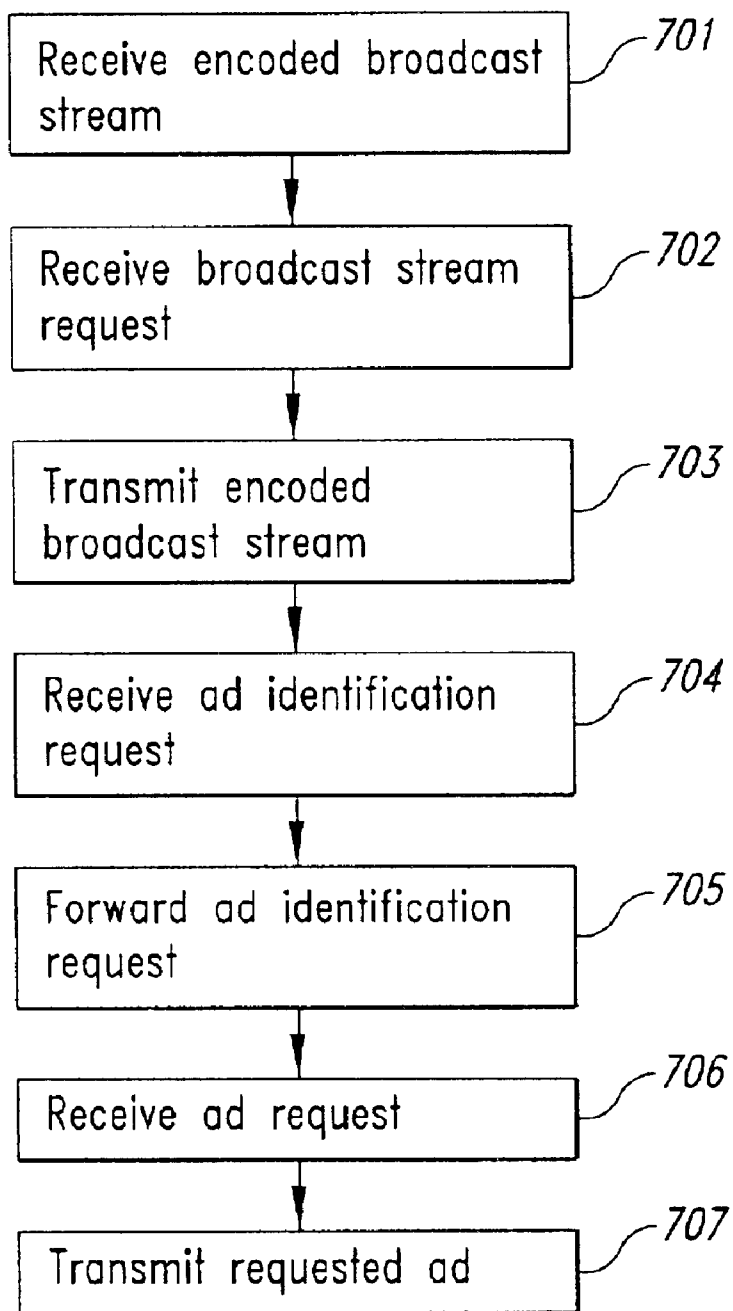 701
Receive encoded broadcast
stream
702
Receive broadcast stream
request
703
Transmit encoded
broadcast stream
704
Receive ad identification
request
705
Forward ad identification
request
706
Receive ad request
707
Transmit requested ad